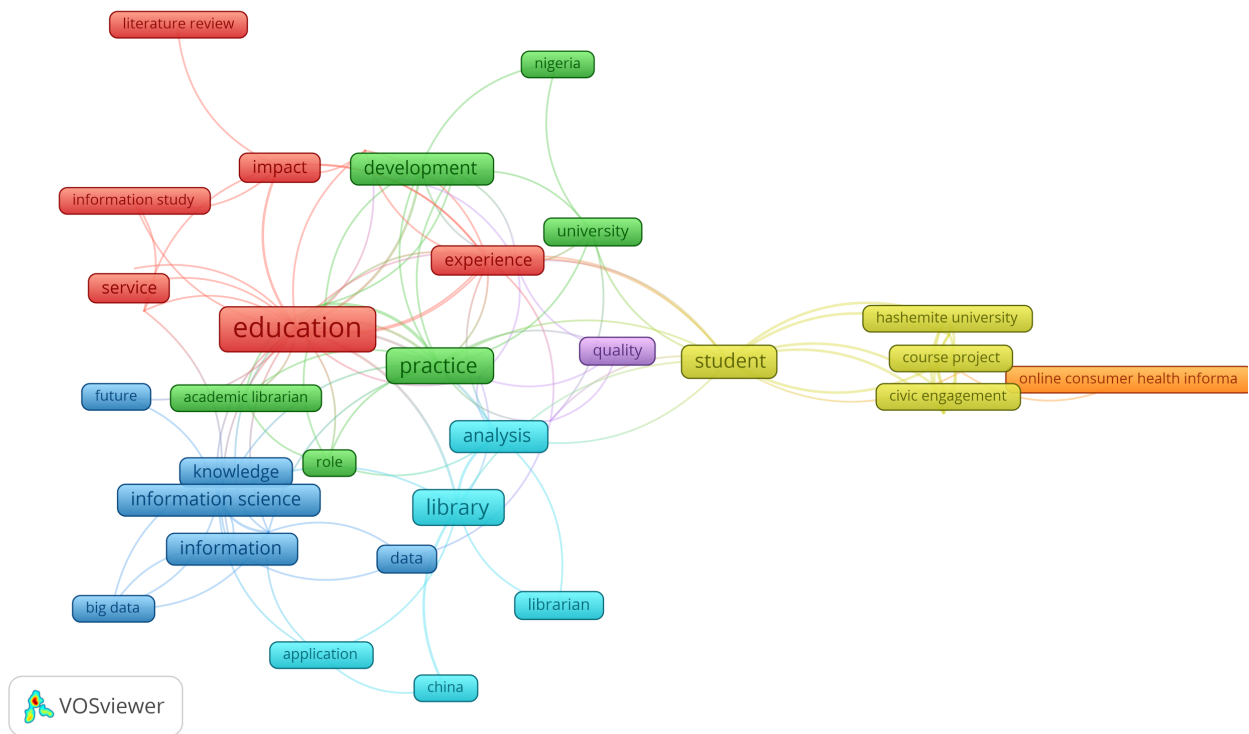 literature review
nigeria
impact
development
information study
university
experience
service
hashemite university
education
quality
student
course project
practice
online consumer health informa
future
academic librarian
civic engagement
analysis
role
knowledge
information science
library
information
data
big data
librarian
application
china
VOSviewer